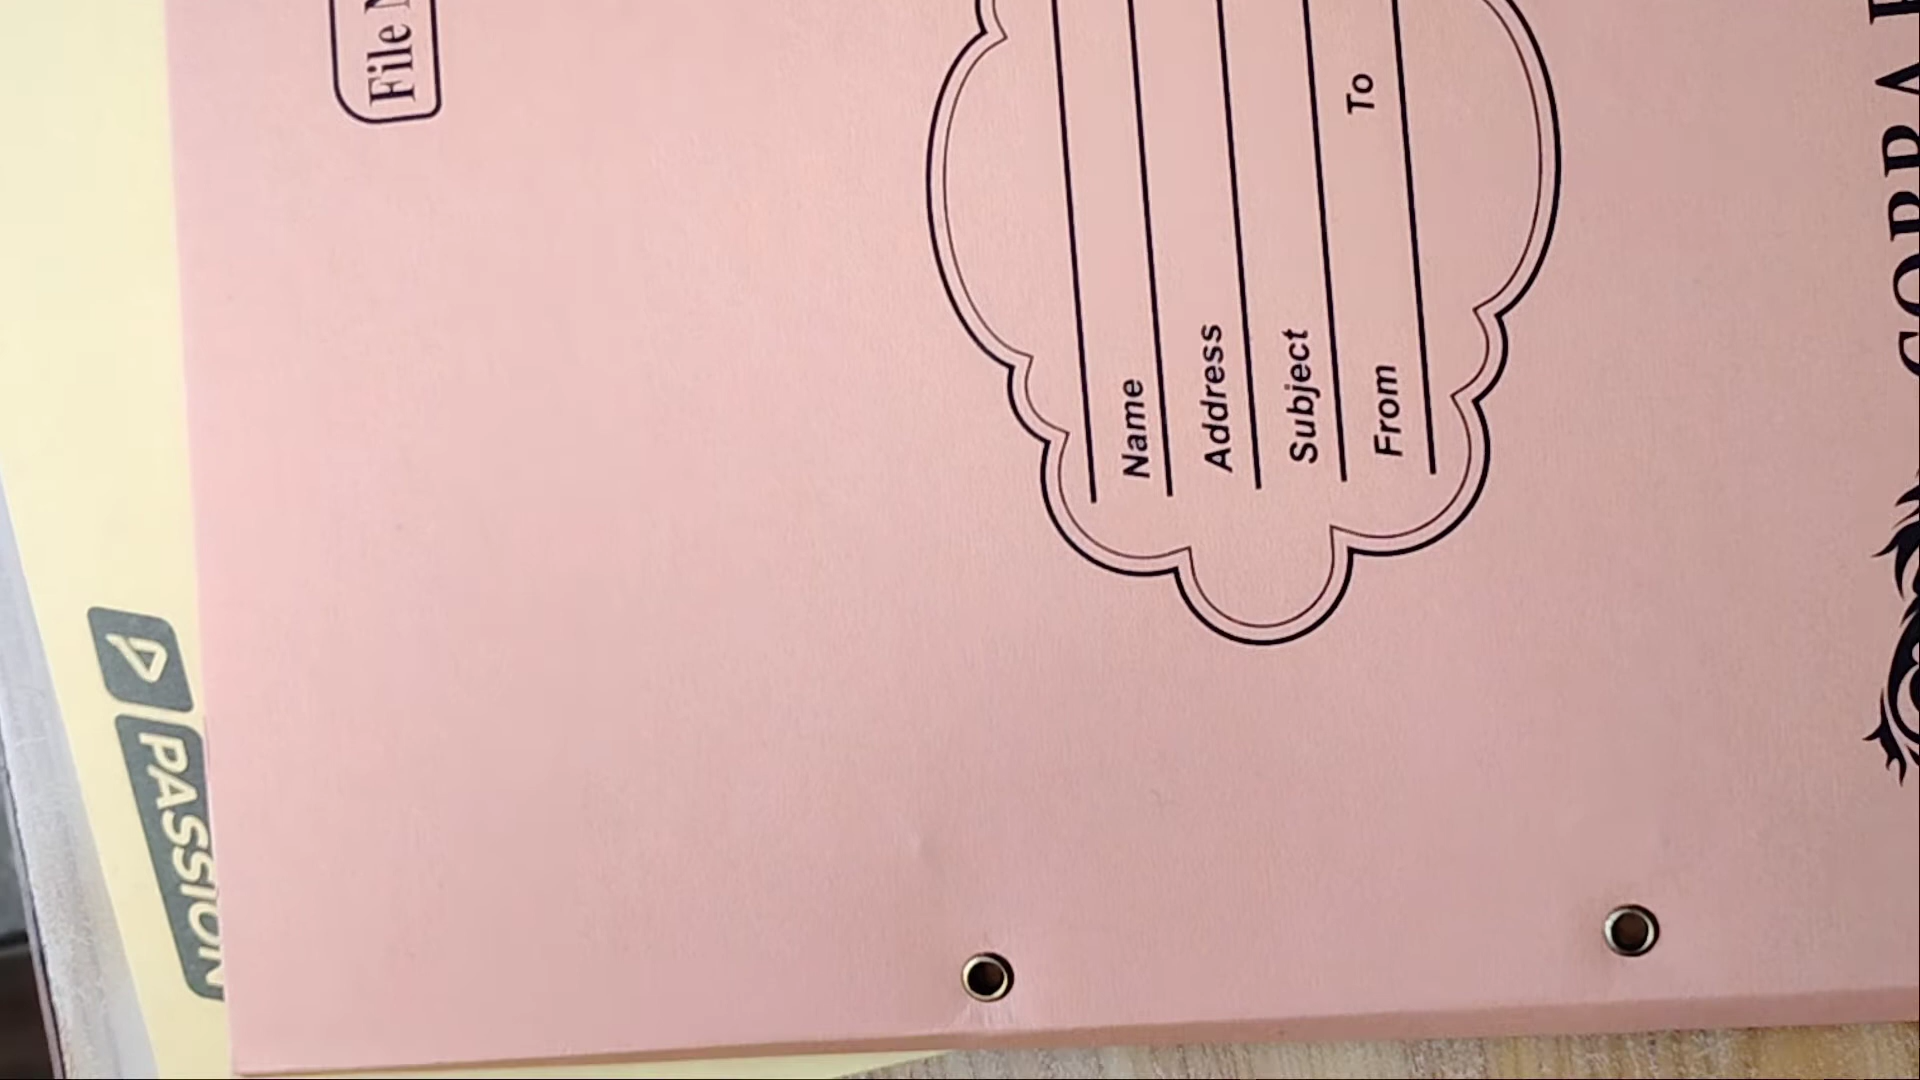 File
Name
Address
Subject
From To
PASSION